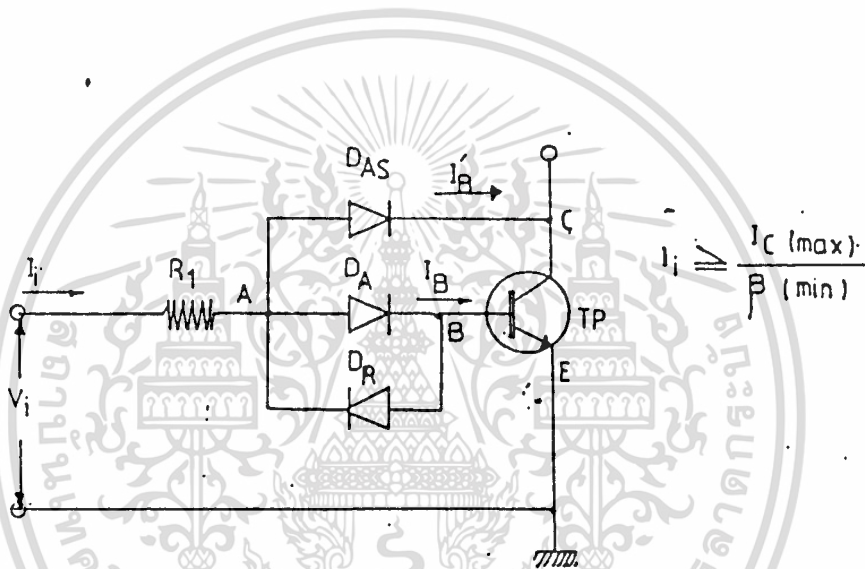 D_AS
I'_B
C
I_i
R_1
A
D_A
I_B
B
TP
D_R
E
V_i
I_i ≧ I_C (max) / β (min)